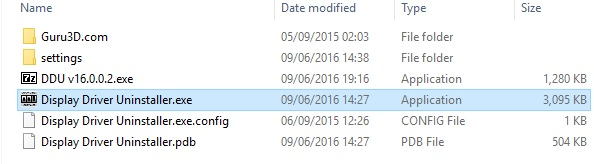 Name Date modified Type Size
Guru3D.com 05/09/2015 02:03 File folder
settings 09/06/2016 14:38 File folder
7z DDU v16.0.0.2.exe 09/06/2016 19:16 Application 1,280 KB
Display Driver Uninstaller.exe 09/06/2016 14:27 Application 3,095 KB
Display Driver Uninstaller.exe.config 06/09/2015 12:26 CONFIG File 1 KB
Display Driver Uninstaller.pdb 09/06/2016 14:27 PDB File 504 KB